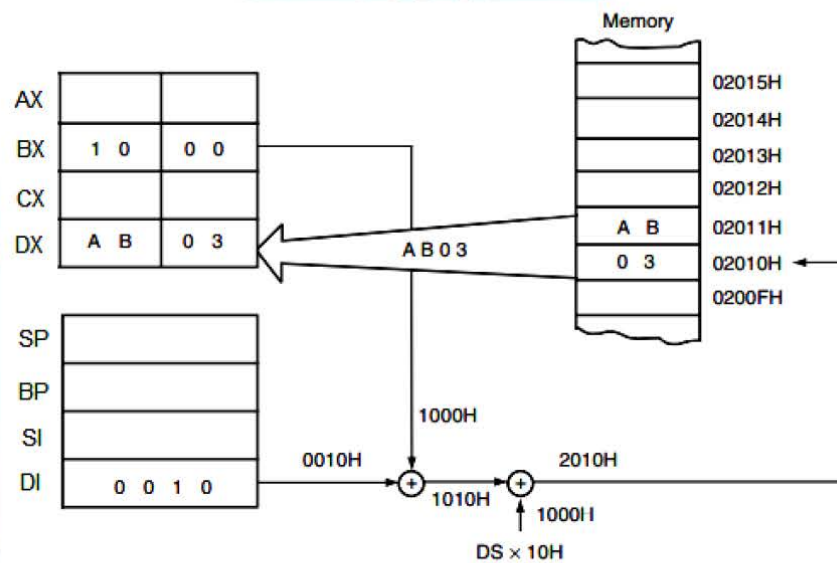 Memory
AX
BX 1 0 0 0
CX
DX A B 0 3
A B 0 3
02015H
02014H
02013H
02012H
A B 02011H
0 3 02010H
0200FH
SP
BP
SI
DI 0 0 1 0
0010H
1000H
+
1010H
+
2010H
1000H
DS × 10H